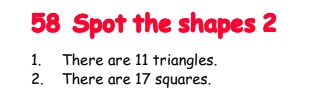 58 Spot the shapes 2
1. There are 11 triangles.
2. There are 17 squares.